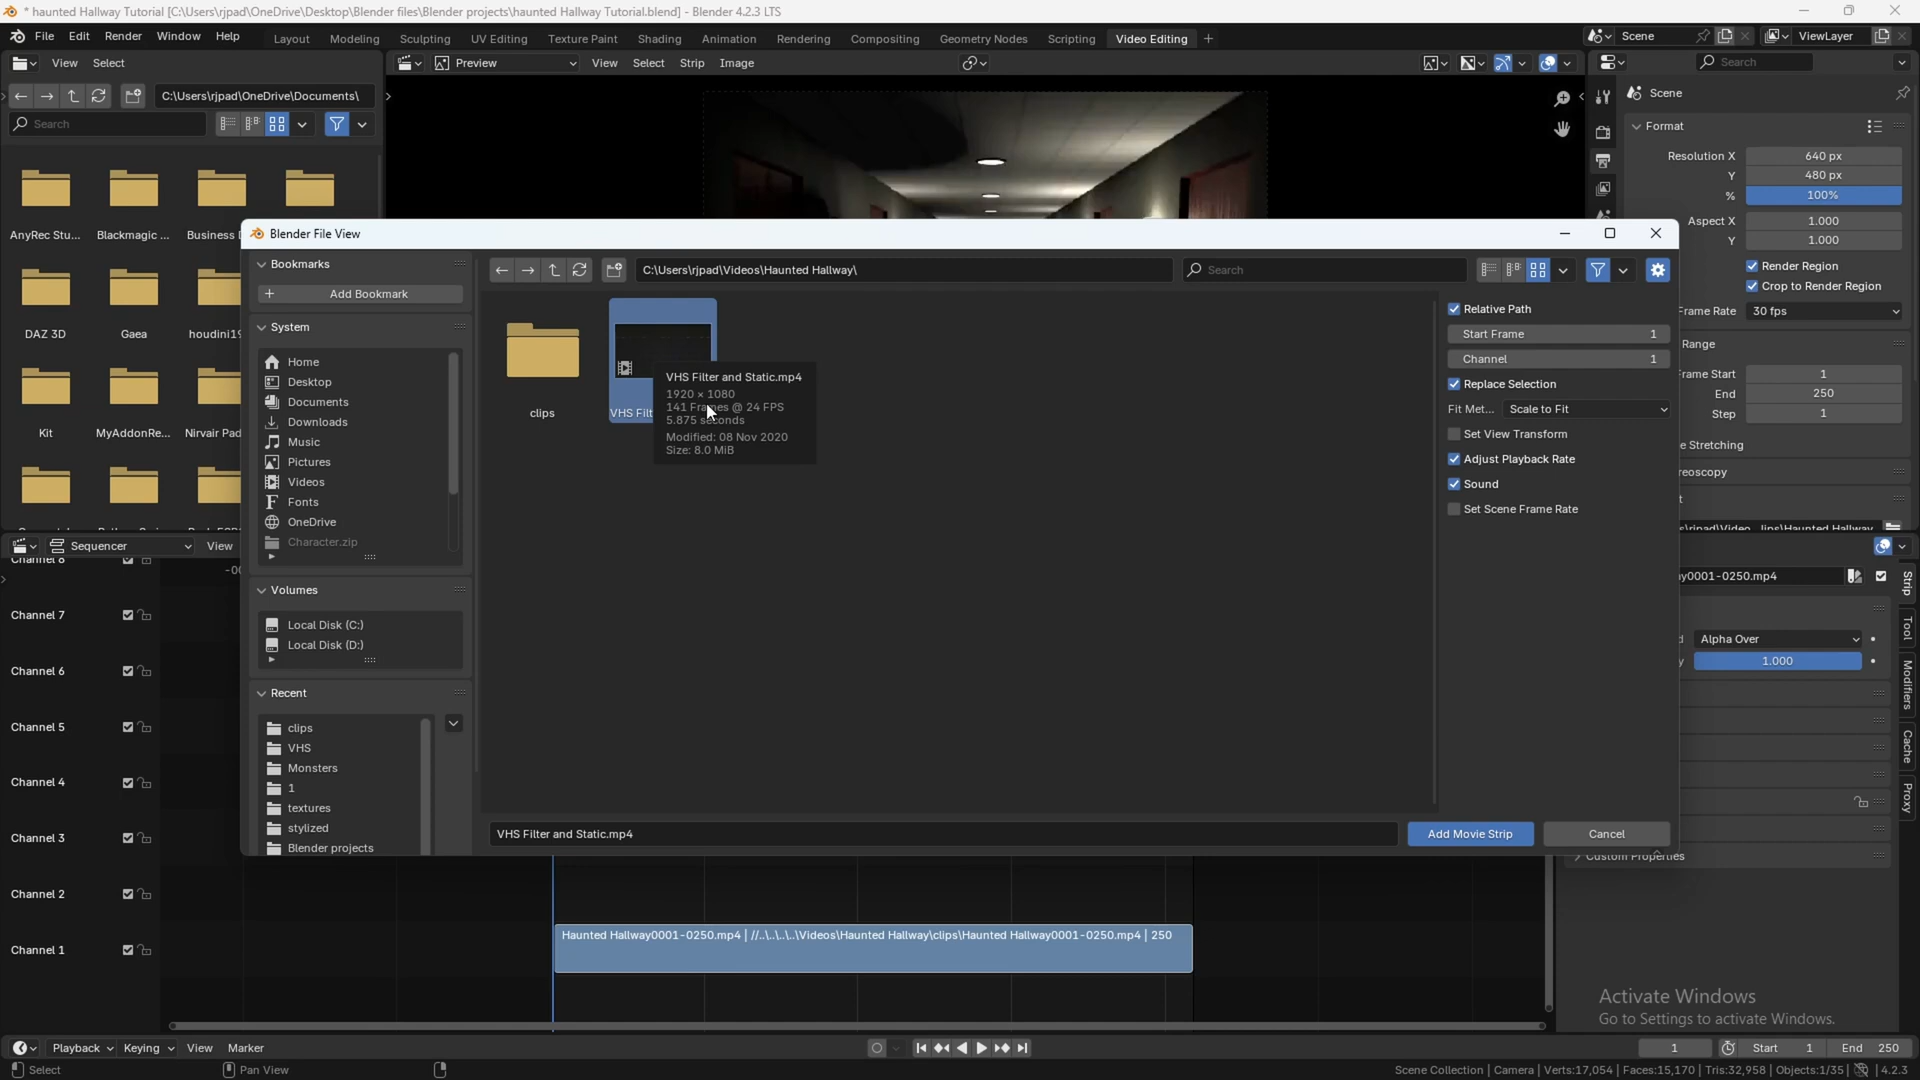 * haunted Hallway Tutorial [C:\Users\rjpad\OneDrive\Desktop\Blender files\Blender projects\haunted Hallway Tutorial.blend] - Blender 4.2.3 LTS
File Edit Render Window Help Layout Modeling Sculpting UV Editing Texture Paint Shading Animation Rendering Compositing Geometry Nodes Scripting Video Editing + Scene ViewLayer
View Select Preview View Select Strip Image Search
C:\Users\rjpad\OneDrive\Documents\
Search
Scene
Format
Resolution X 640 px
Y 480 px
% 100%
Aspect X 1.000
Y 1.000
Render Region
Crop to Render Region
Frame Rate 30 fps
Range
Frame Start 1
End 250
Step 1
e Stretching
reoscopy
AnyRec Stu... Blackmagic ... Business
DAZ 3D Gaea houdini19
Kit MyAddonRe... Nirvair Pad
Blender File View
Bookmarks
Add Bookmark
System
Home
Desktop
Documents
Downloads
Music
Pictures
Videos
Fonts
OneDrive
Character.zip
Volumes
Local Disk (C:)
Local Disk (D:)
Recent
clips
VHS
Monsters
1
textures
stylized
Blender projects
C:\Users\rjpad\Videos\Haunted Hallway\
Search
clips
VHS Filt
VHS Filter and Static.mp4
1920 × 1080
141 Frames @ 24 FPS
5.875 seconds
Modified: 08 Nov 2020
Size: 8.0 MiB
Relative Path
Start Frame 1
Channel 1
Replace Selection
Fit Met... Scale to Fit
Set View Transform
Adjust Playback Rate
Sound
Set Scene Frame Rate
VHS Filter and Static.mp4
Add Movie Strip
Cancel
Sequencer View
Channel 8
Channel 7
Channel 6
Channel 5
Channel 4
Channel 3
Channel 2
Channel 1
y0001-0250.mp4
Alpha Over
1.000
Custom Properties
Strip
Tool
Modifiers
Cache
Proxy
Haunted Hallway0001-0250.mp4 | //..\..\..\..\Videos\Haunted Hallway\clips\Haunted Hallway0001-0250.mp4 | 250
Activate Windows
Go to Settings to activate Windows.
Playback Keying View Marker 1 Start 1 End 250
Select Pan View Scene Collection | Camera | Verts:17,054 | Faces:15,170 | Tris:32,958 | Objects:1/35 | 4.2.3